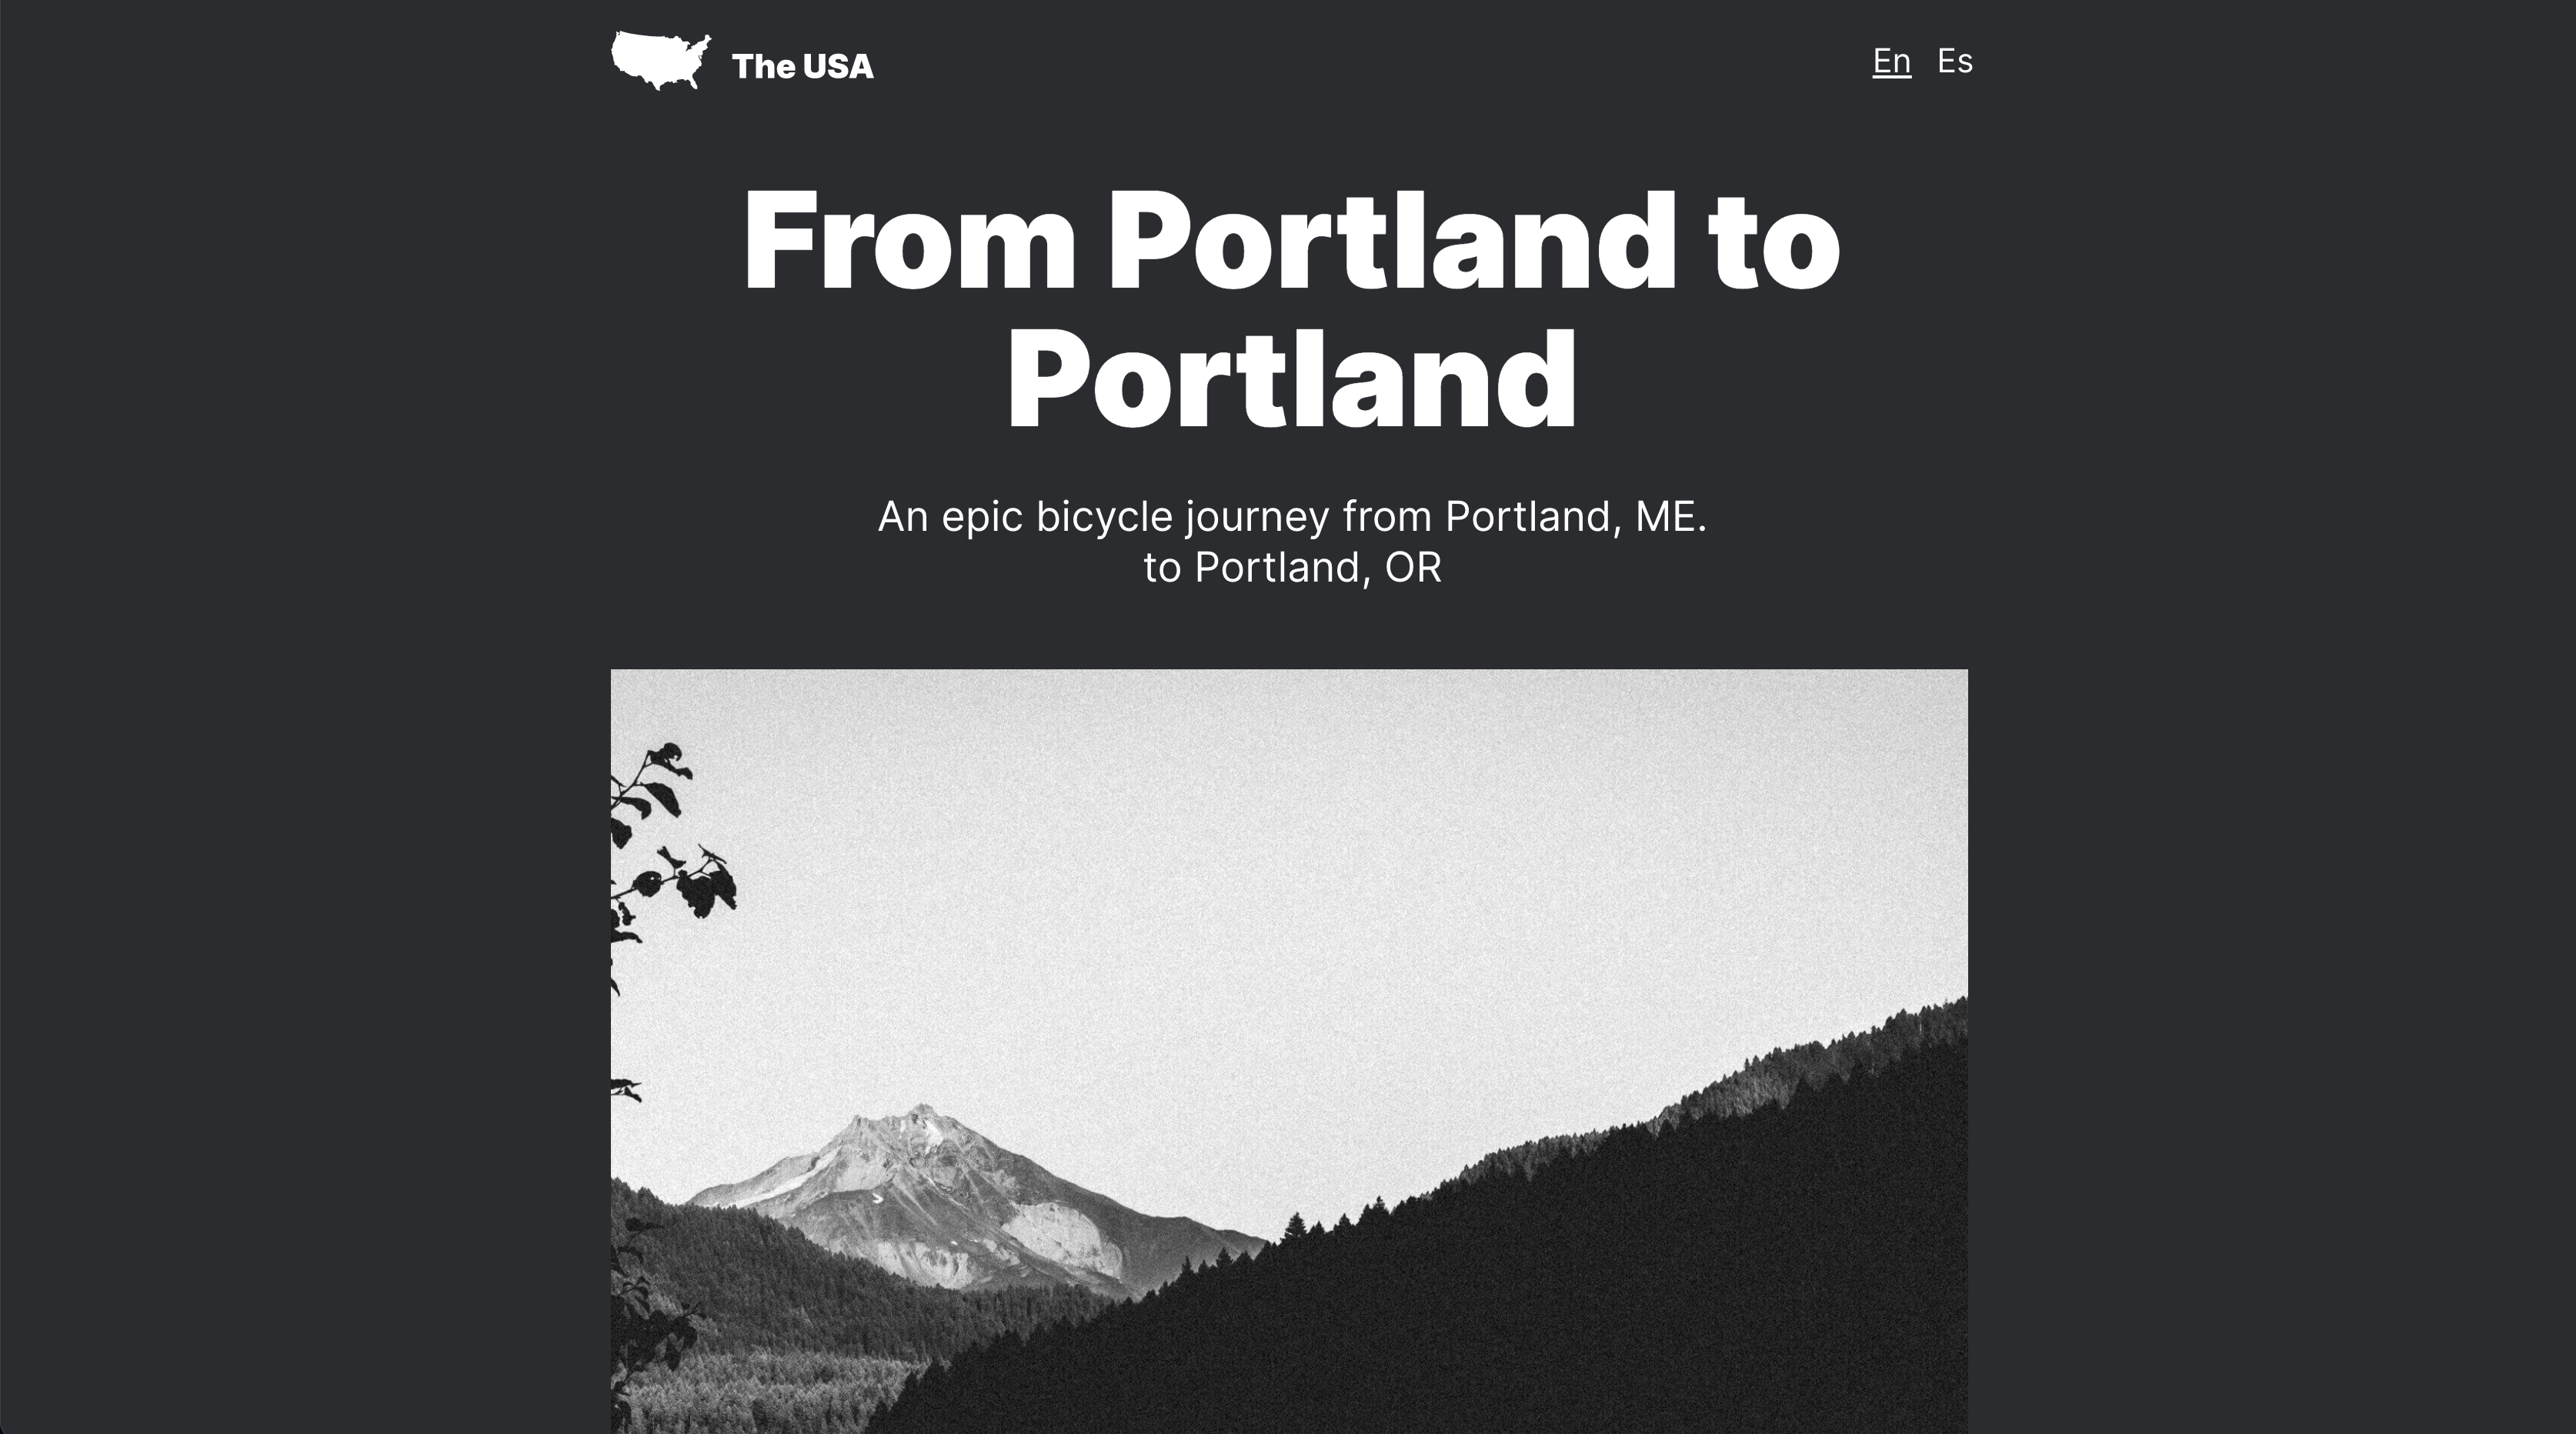 The USA
En Es
From Portland to
Portland
An epic bicycle journey from Portland, ME.
to Portland, OR